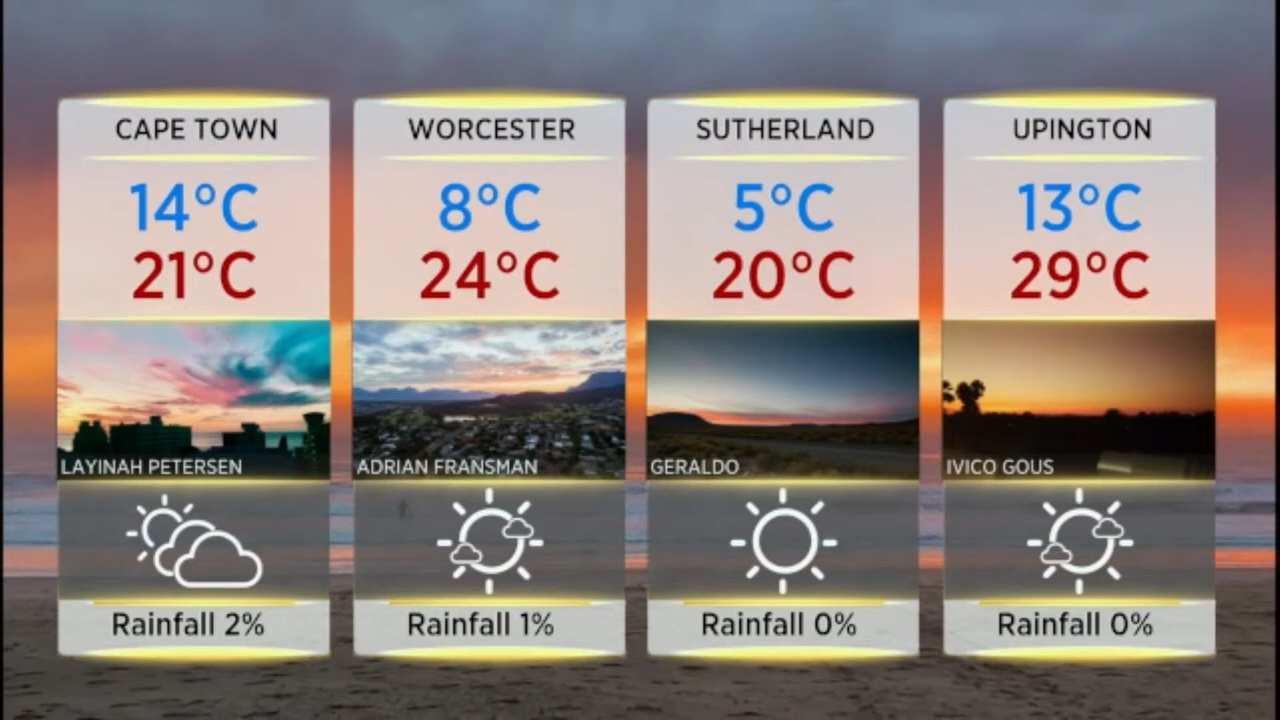 CAPE TOWN
14°C
21°C
LAYINAH PETERSEN
Rainfall 2%
WORCESTER
8°C
24°C
ADRIAN FRANSMAN
Rainfall 1%
SUTHERLAND
5°C
20°C
GERALDO
Rainfall 0%
UPINGTON
13°C
29°C
IVICO GOUS
Rainfall 0%